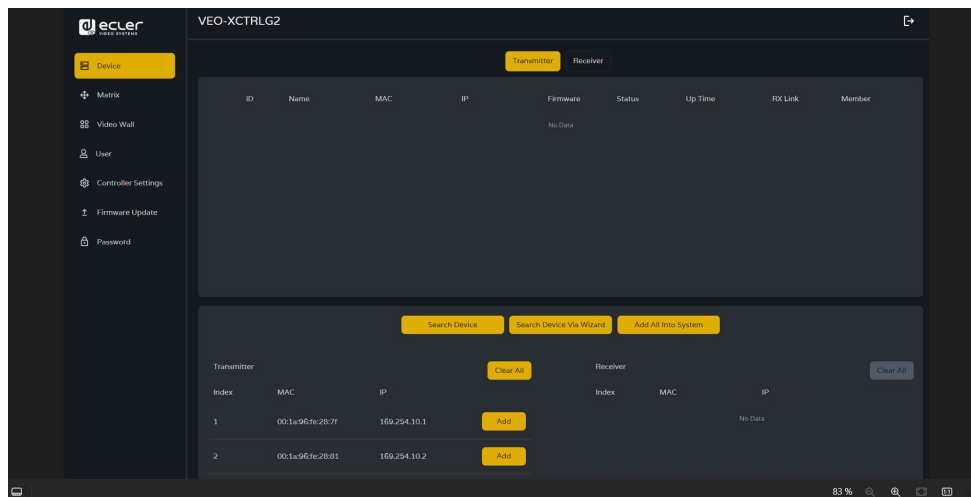 ecler VEO-XCTRLG2
VIDEO SYSTEMS
Device
Matrix
Video Wall
User
Controller Settings
Firmware Update
Password
Transmitter Receiver
ID Name MAC IP Firmware Status Up Time RX Link Member
No Data
Search Device Search Device Via Wizard Add All Into System
Transmitter Clear All
Index MAC IP
1 00:1a:96:fe:28:7f 169.254.10.1 Add
2 00:1a:96:fe:28:81 169.254.10.2 Add
Receiver Clear All
Index MAC IP
No Data
83 % 1:1